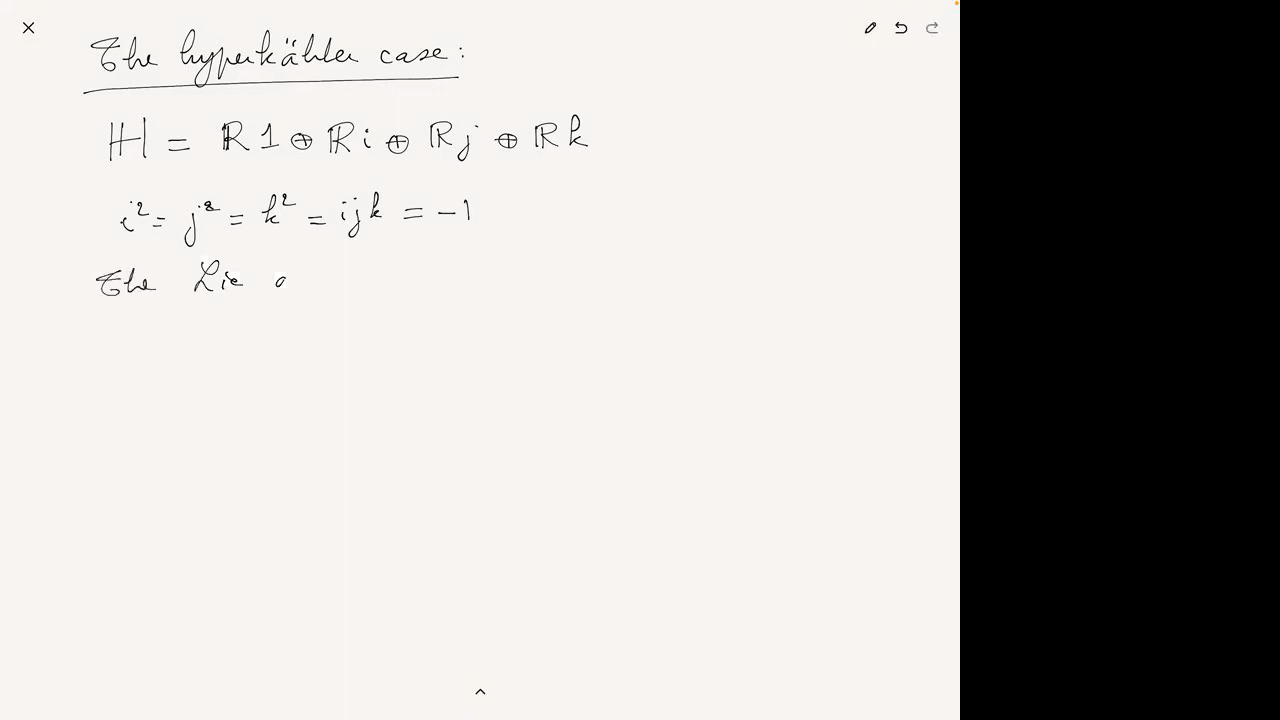 The hyperkähler case:
ℍ = ℝ1 ⊕ ℝi ⊕ ℝj ⊕ ℝk
i² = j² = k² = ijk = -1
The Lie